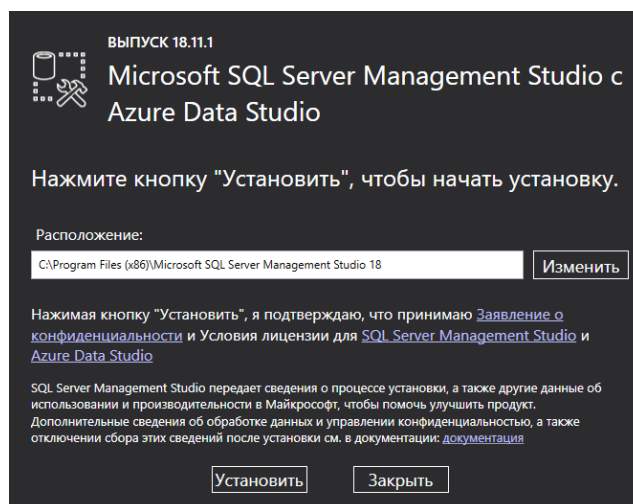 ВЫПУСК 18.11.1
Microsoft SQL Server Management Studio с
Azure Data Studio
Нажмите кнопку "Установить", чтобы начать установку.
Расположение:
C:\Program Files (x86)\Microsoft SQL Server Management Studio 18
Изменить
Нажимая кнопку "Установить", я подтверждаю, что принимаю Заявление о
конфиденциальности и Условия лицензии для SQL Server Management Studio и
Azure Data Studio
SQL Server Management Studio передает сведения о процессе установки, а также другие данные об
использовании и производительности в Майкрософт, чтобы помочь улучшить продукт.
Дополнительные сведения об обработке данных и управлении конфиденциальностью, а также
отключении сбора этих сведений после установки см. в документации: документация
Установить
Закрыть